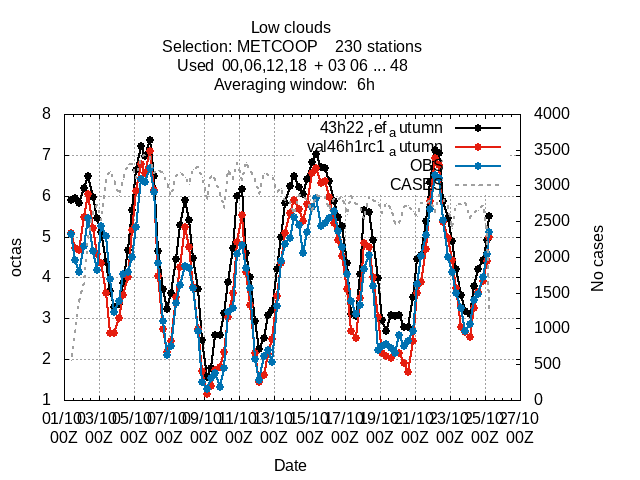 Low clouds
Selection: METCOOP 230 stations
Used 00,06,12,18 + 03 06 ... 48
Averaging window: 6h
8 4000
43h22_ref_autumn
7 val46h1rc1_autumn 3500
OBS
6 CASES 3000
2500
5
octas 2000 No cases
4
1500
3 1000
2 500
1 0
01/10 03/10 05/10 07/10 09/10 11/10 13/10 15/10 17/10 19/10 21/10 23/10 25/10 27/10
00Z 00Z 00Z 00Z 00Z 00Z 00Z 00Z 00Z 00Z 00Z 00Z 00Z 00Z
Date